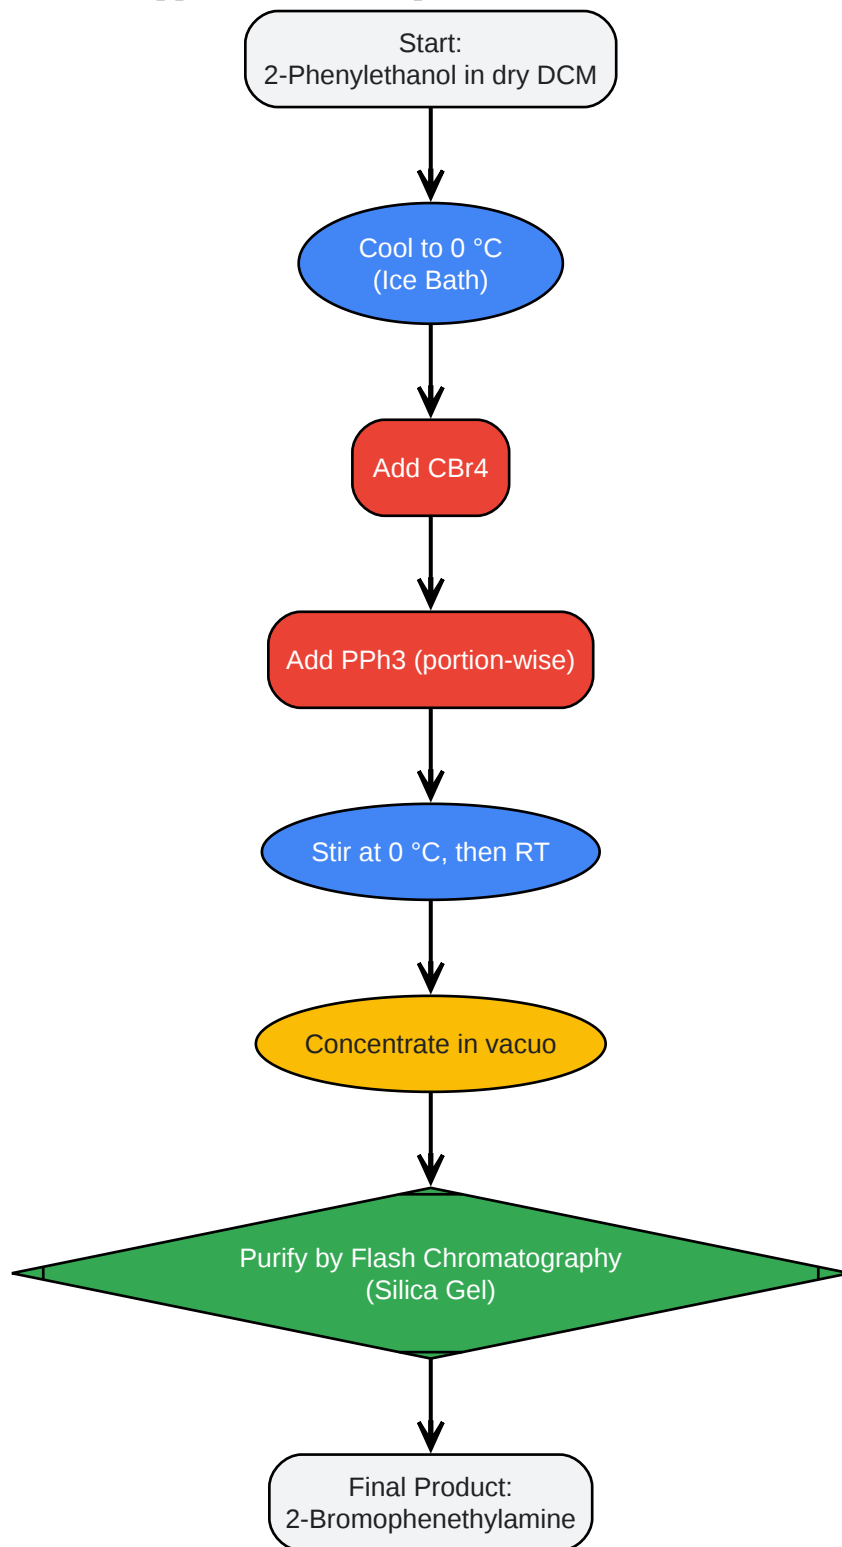 Start:
2-Phenylethanol in dry DCM
Cool to 0 °C
(Ice Bath)
Add CBr4
Add PPh3 (portion-wise)
Stir at 0 °C, then RT
Concentrate in vacuo
Purify by Flash Chromatography
(Silica Gel)
Final Product:
2-Bromophenethylamine